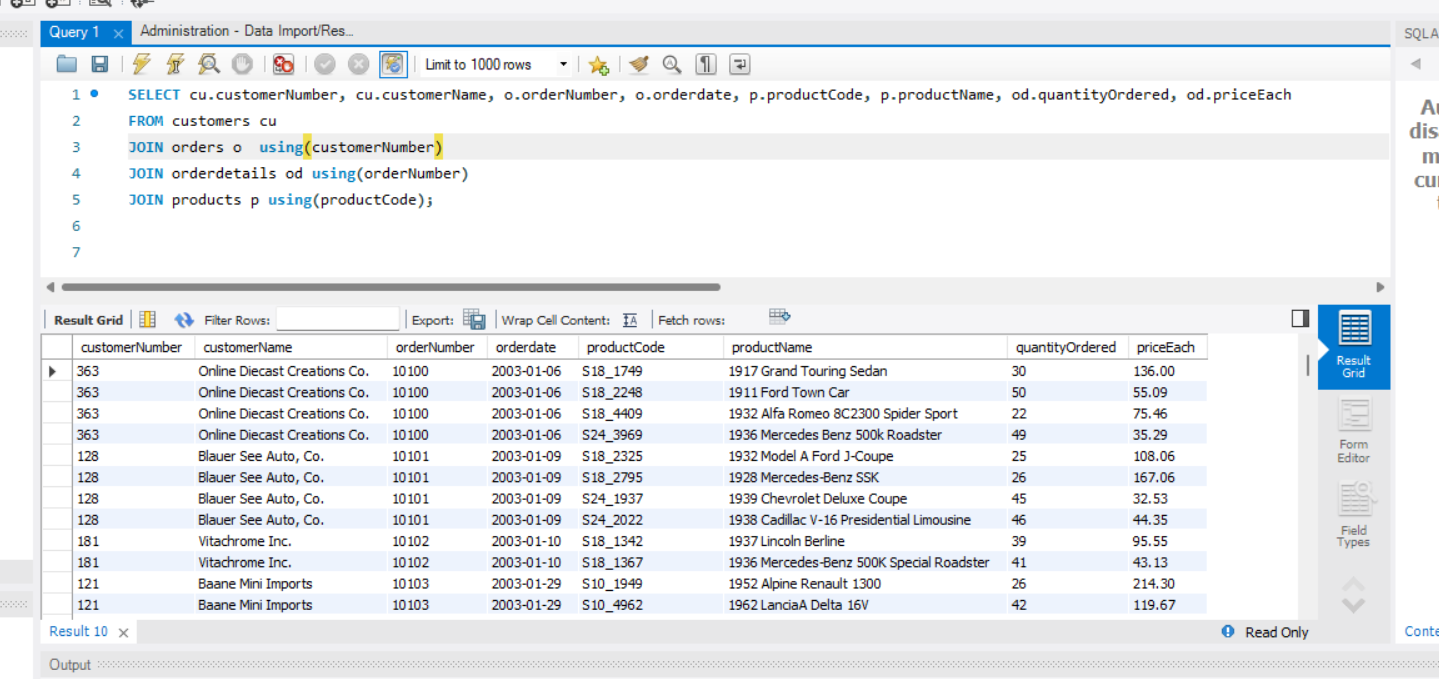 Query 1 Administration - Data Import/Res...
SQLA
Limit to 1000 rows
1 SELECT cu.customerNumber, cu.customerName, o.orderNumber, o.orderdate, p.productCode, p.productName, od.quantityOrdered, od.priceEach
2 FROM customers cu
3 JOIN orders o  using(customerNumber)
4 JOIN orderdetails od using(orderNumber)
5 JOIN products p using(productCode);
6
7
Result Grid Filter Rows: Export: Wrap Cell Content: IA Fetch rows:
customerNumber customerName orderNumber orderdate productCode productName quantityOrdered priceEach
363 Online Diecast Creations Co. 10100 2003-01-06 S18_1749 1917 Grand Touring Sedan 30 136.00
363 Online Diecast Creations Co. 10100 2003-01-06 S18_2248 1911 Ford Town Car 50 55.09
363 Online Diecast Creations Co. 10100 2003-01-06 S18_4409 1932 Alfa Romeo 8C2300 Spider Sport 22 75.46
363 Online Diecast Creations Co. 10100 2003-01-06 S24_3969 1936 Mercedes Benz 500k Roadster 49 35.29
128 Blauer See Auto, Co. 10101 2003-01-09 S18_2325 1932 Model A Ford J-Coupe 25 108.06
128 Blauer See Auto, Co. 10101 2003-01-09 S18_2795 1928 Mercedes-Benz SSK 26 167.06
128 Blauer See Auto, Co. 10101 2003-01-09 S24_1937 1939 Chevrolet Deluxe Coupe 45 32.53
128 Blauer See Auto, Co. 10101 2003-01-09 S24_2022 1938 Cadillac V-16 Presidential Limousine 46 44.35
181 Vitachrome Inc. 10102 2003-01-10 S18_1342 1937 Lincoln Berline 39 95.55
181 Vitachrome Inc. 10102 2003-01-10 S18_1367 1936 Mercedes-Benz 500K Special Roadster 41 43.13
121 Baane Mini Imports 10103 2003-01-29 S10_1949 1952 Alpine Renault 1300 26 214.30
121 Baane Mini Imports 10103 2003-01-29 S10_4962 1962 LanciaA Delta 16V 42 119.67
Result
Grid
Form
Editor
Field
Types
Result 10
Read Only
Output